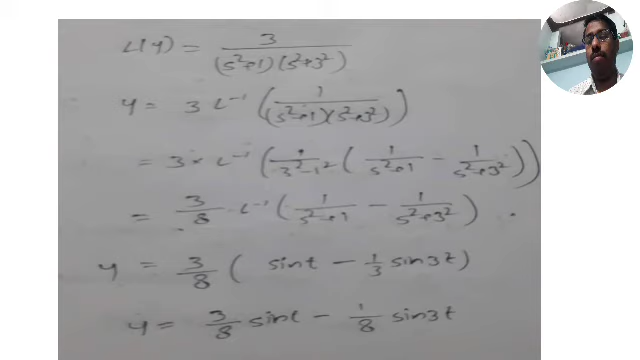 L(y) = 3 / (s²+1)(s²+3²)
y = 3 L⁻¹ ( 1 / (s²+1)(s²+3²) )
= 3 × L⁻¹ ( 1 / 3²-1² ( 1 / s²+1 - 1 / s²+3² ) )
= 3/8 · L⁻¹ ( 1 / s²+1 - 1 / s²+3² )
y = 3/8 ( sint - 1/3 sin3t )
y = 3/8 sint - 1/8 sin3t